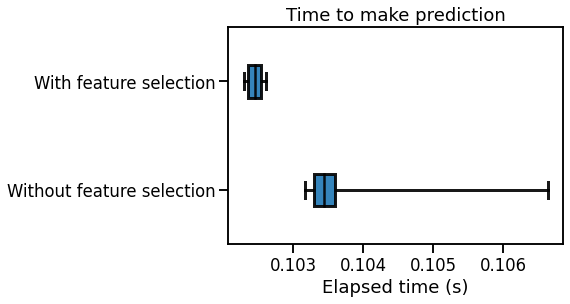 Time to make prediction
With feature selection
Without feature selection
0.103 0.104 0.105 0.106
Elapsed time (s)